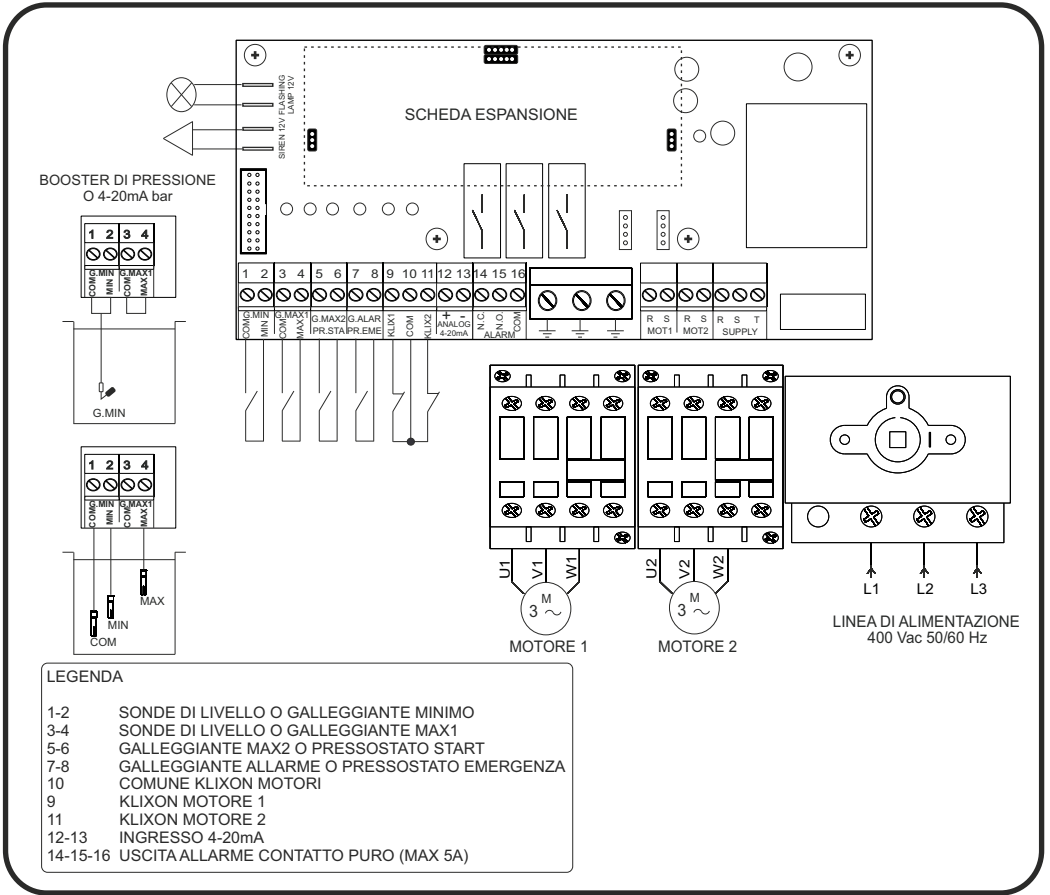 SCHEDA ESPANSIONE
FLASHING
LAMP 12V
SIREN 12V
BOOSTER DI PRESSIONE
O 4-20mA bar
1 2 3 4
G.MIN G.MAX1
COM MIN COM MAX1
G.MIN
1 2 3 4 5 6 7 8 9 10 11 12 13 14 15 16
G.MIN G.MAX1 G.MAX2 G.ALAR
COM MIN COM MAX1 PR.STA PR.EME KLIX1 COM KLIX2
+ -
ANALOG
4-20mA
N.C. N.O. COM
ALARM
R S R S R S T
MOT1 MOT2 SUPPLY
1 2 3 4
G.MIN G.MAX1
COM MIN COM MAX1
MAX
MIN
COM
U1 V1 W1
M
3 ~
MOTORE 1
U2 V2 W2
M
3 ~
MOTORE 2
I
L1 L2 L3
LINEA DI ALIMENTAZIONE
400 Vac 50/60 Hz
LEGENDA
1-2 SONDE DI LIVELLO O GALLEGGIANTE MINIMO
3-4 SONDE DI LIVELLO O GALLEGGIANTE MAX1
5-6 GALLEGGIANTE MAX2 O PRESSOSTATO START
7-8 GALLEGGIANTE ALLARME O PRESSOSTATO EMERGENZA
10 COMUNE KLIXON MOTORI
9 KLIXON MOTORE 1
11 KLIXON MOTORE 2
12-13 INGRESSO 4-20mA
14-15-16 USCITA ALLARME CONTATTO PURO (MAX 5A)